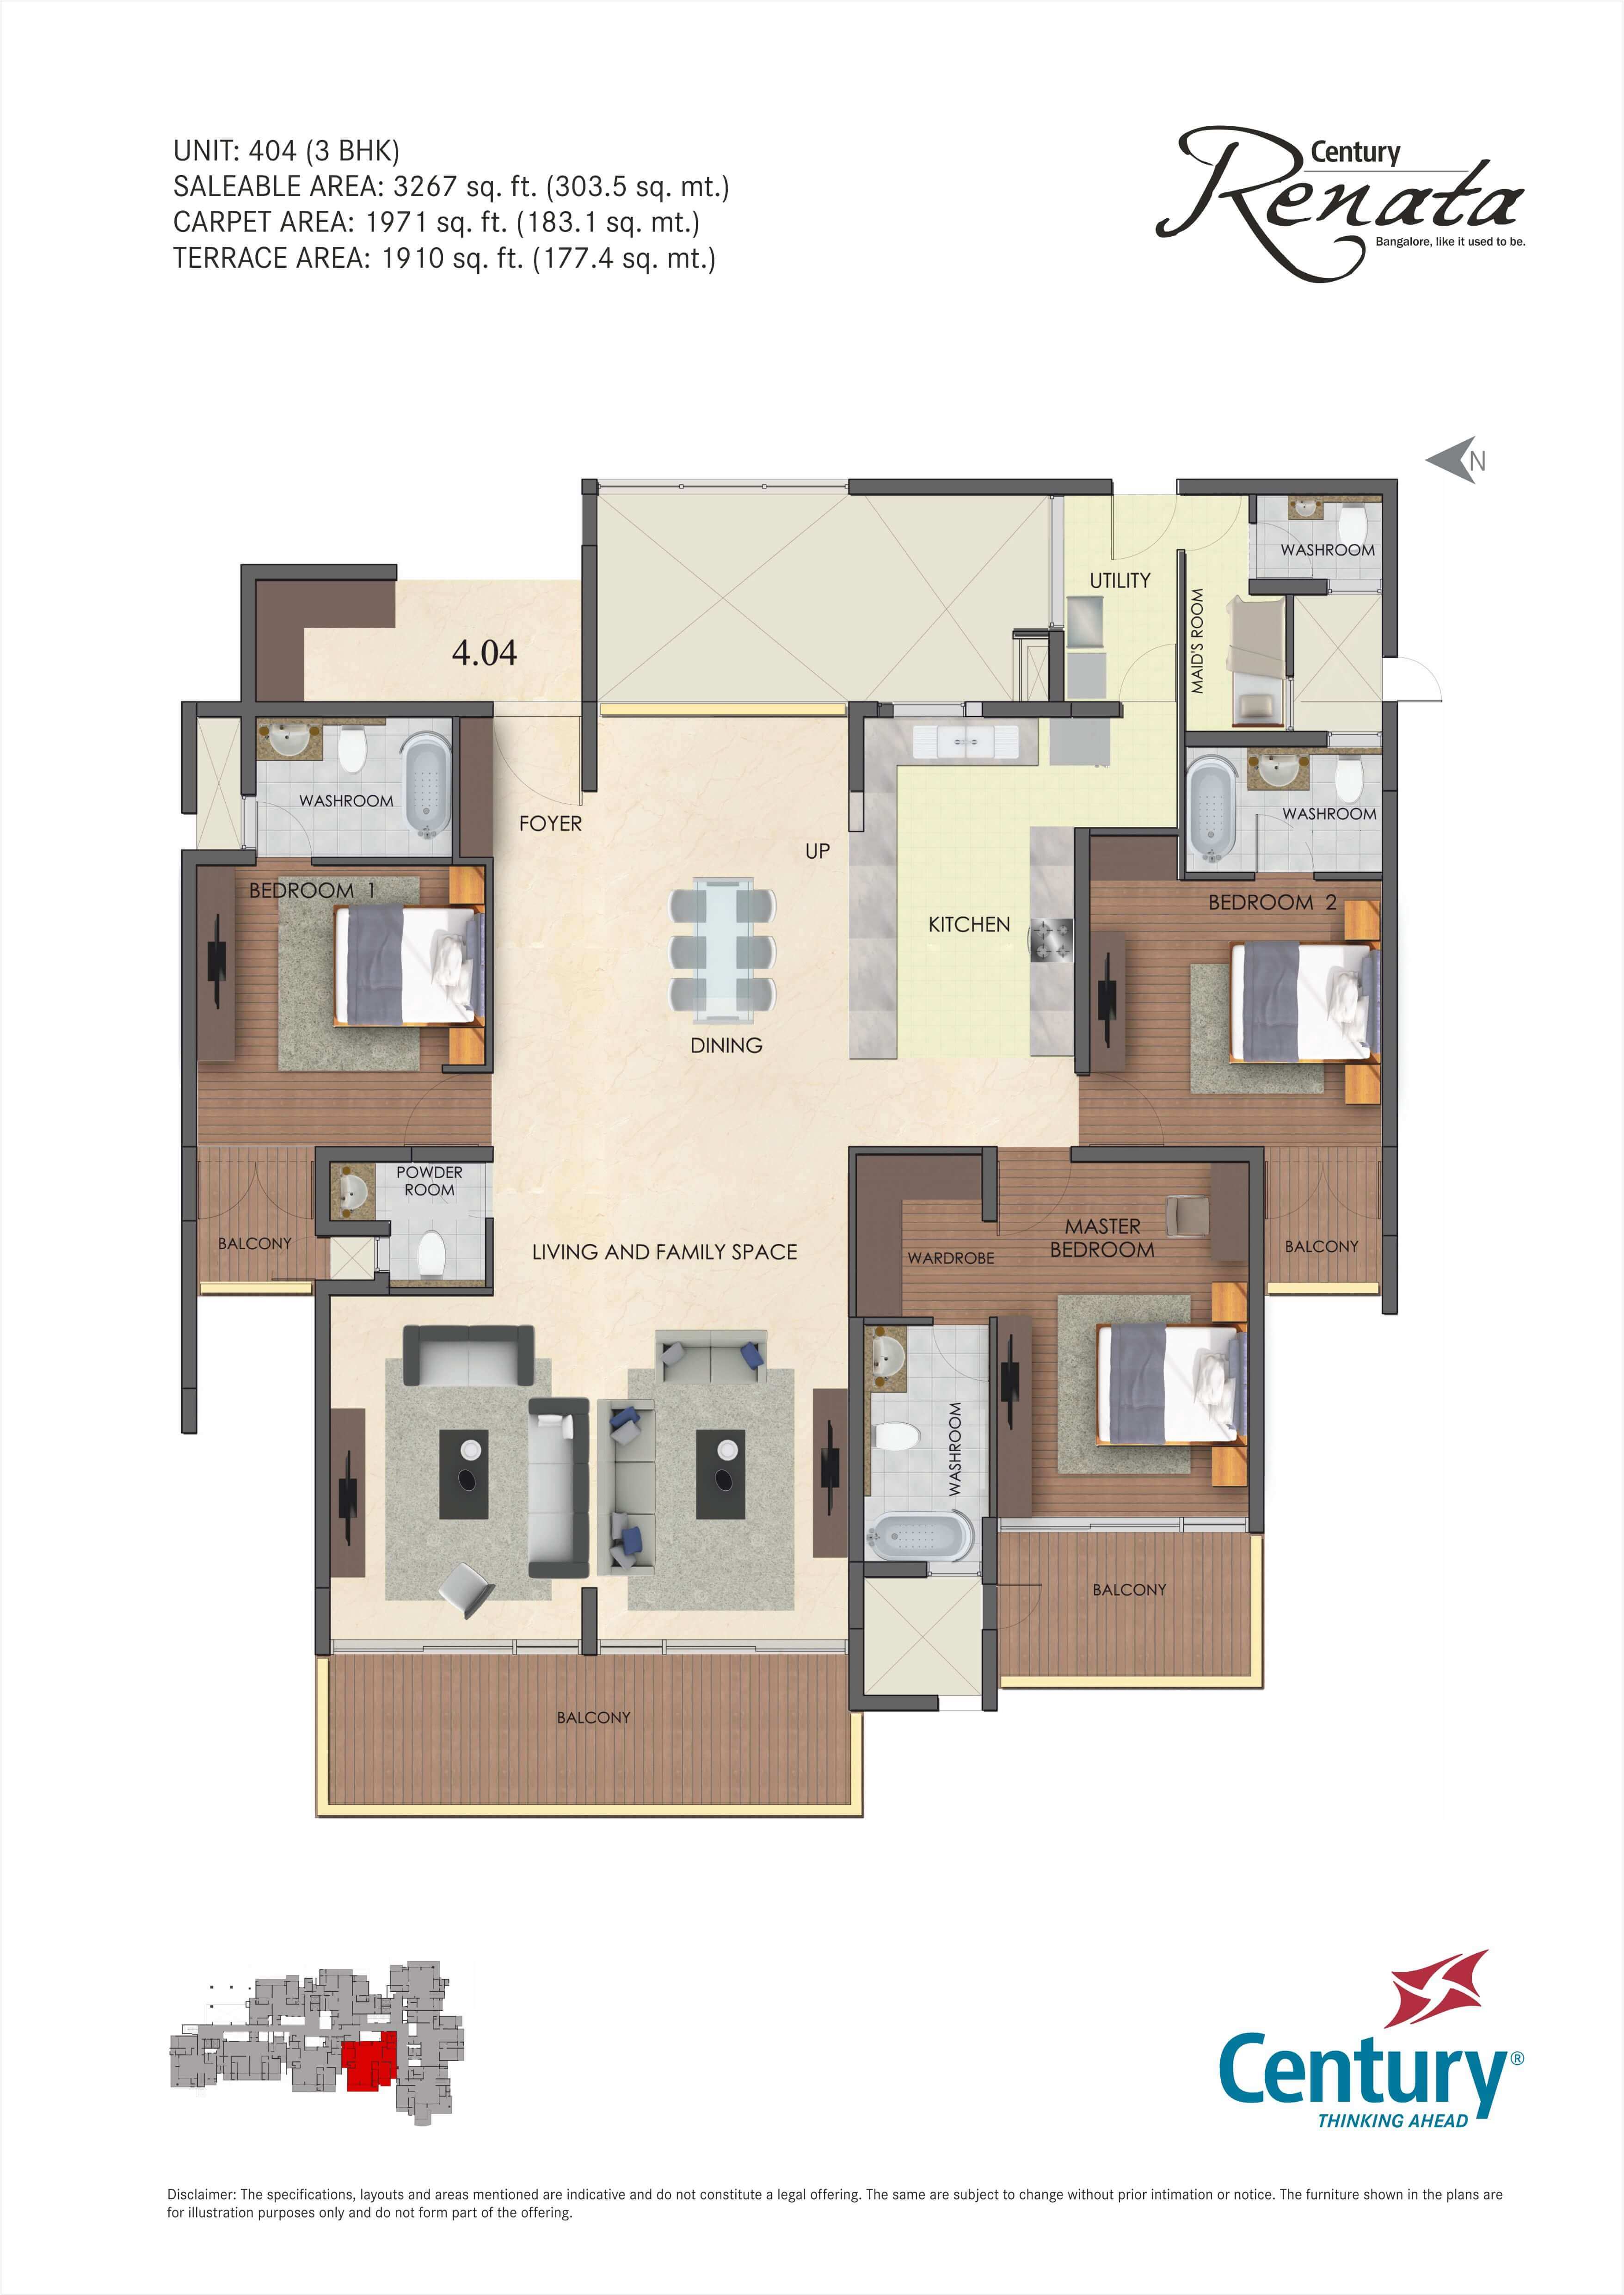 UNIT: 404 (3 BHK)
SALEABLE AREA: 3267 sq. ft. (303.5 sq. mt.)
CARPET AREA: 1971 sq. ft. (183.1 sq. mt.)
TERRACE AREA: 1910 sq. ft. (177.4 sq. mt.)
Century
Renata
Bangalore, like it used to be.
N
WASHROOM
UTILITY
MAID'S ROOM
4.04
WASHROOM
FOYER
UP
WASHROOM
BEDROOM 1
BEDROOM 2
KITCHEN
DINING
POWDER
ROOM
BALCONY
LIVING AND FAMILY SPACE
WARDROBE
MASTER
BEDROOM
BALCONY
WASHROOM
BALCONY
BALCONY
Century®
THINKING AHEAD
Disclaimer: The specifications, layouts and areas mentioned are indicative and do not constitute a legal offering. The same are subject to change without prior intimation or notice. The furniture shown in the plans are
for illustration purposes only and do not form part of the offering.